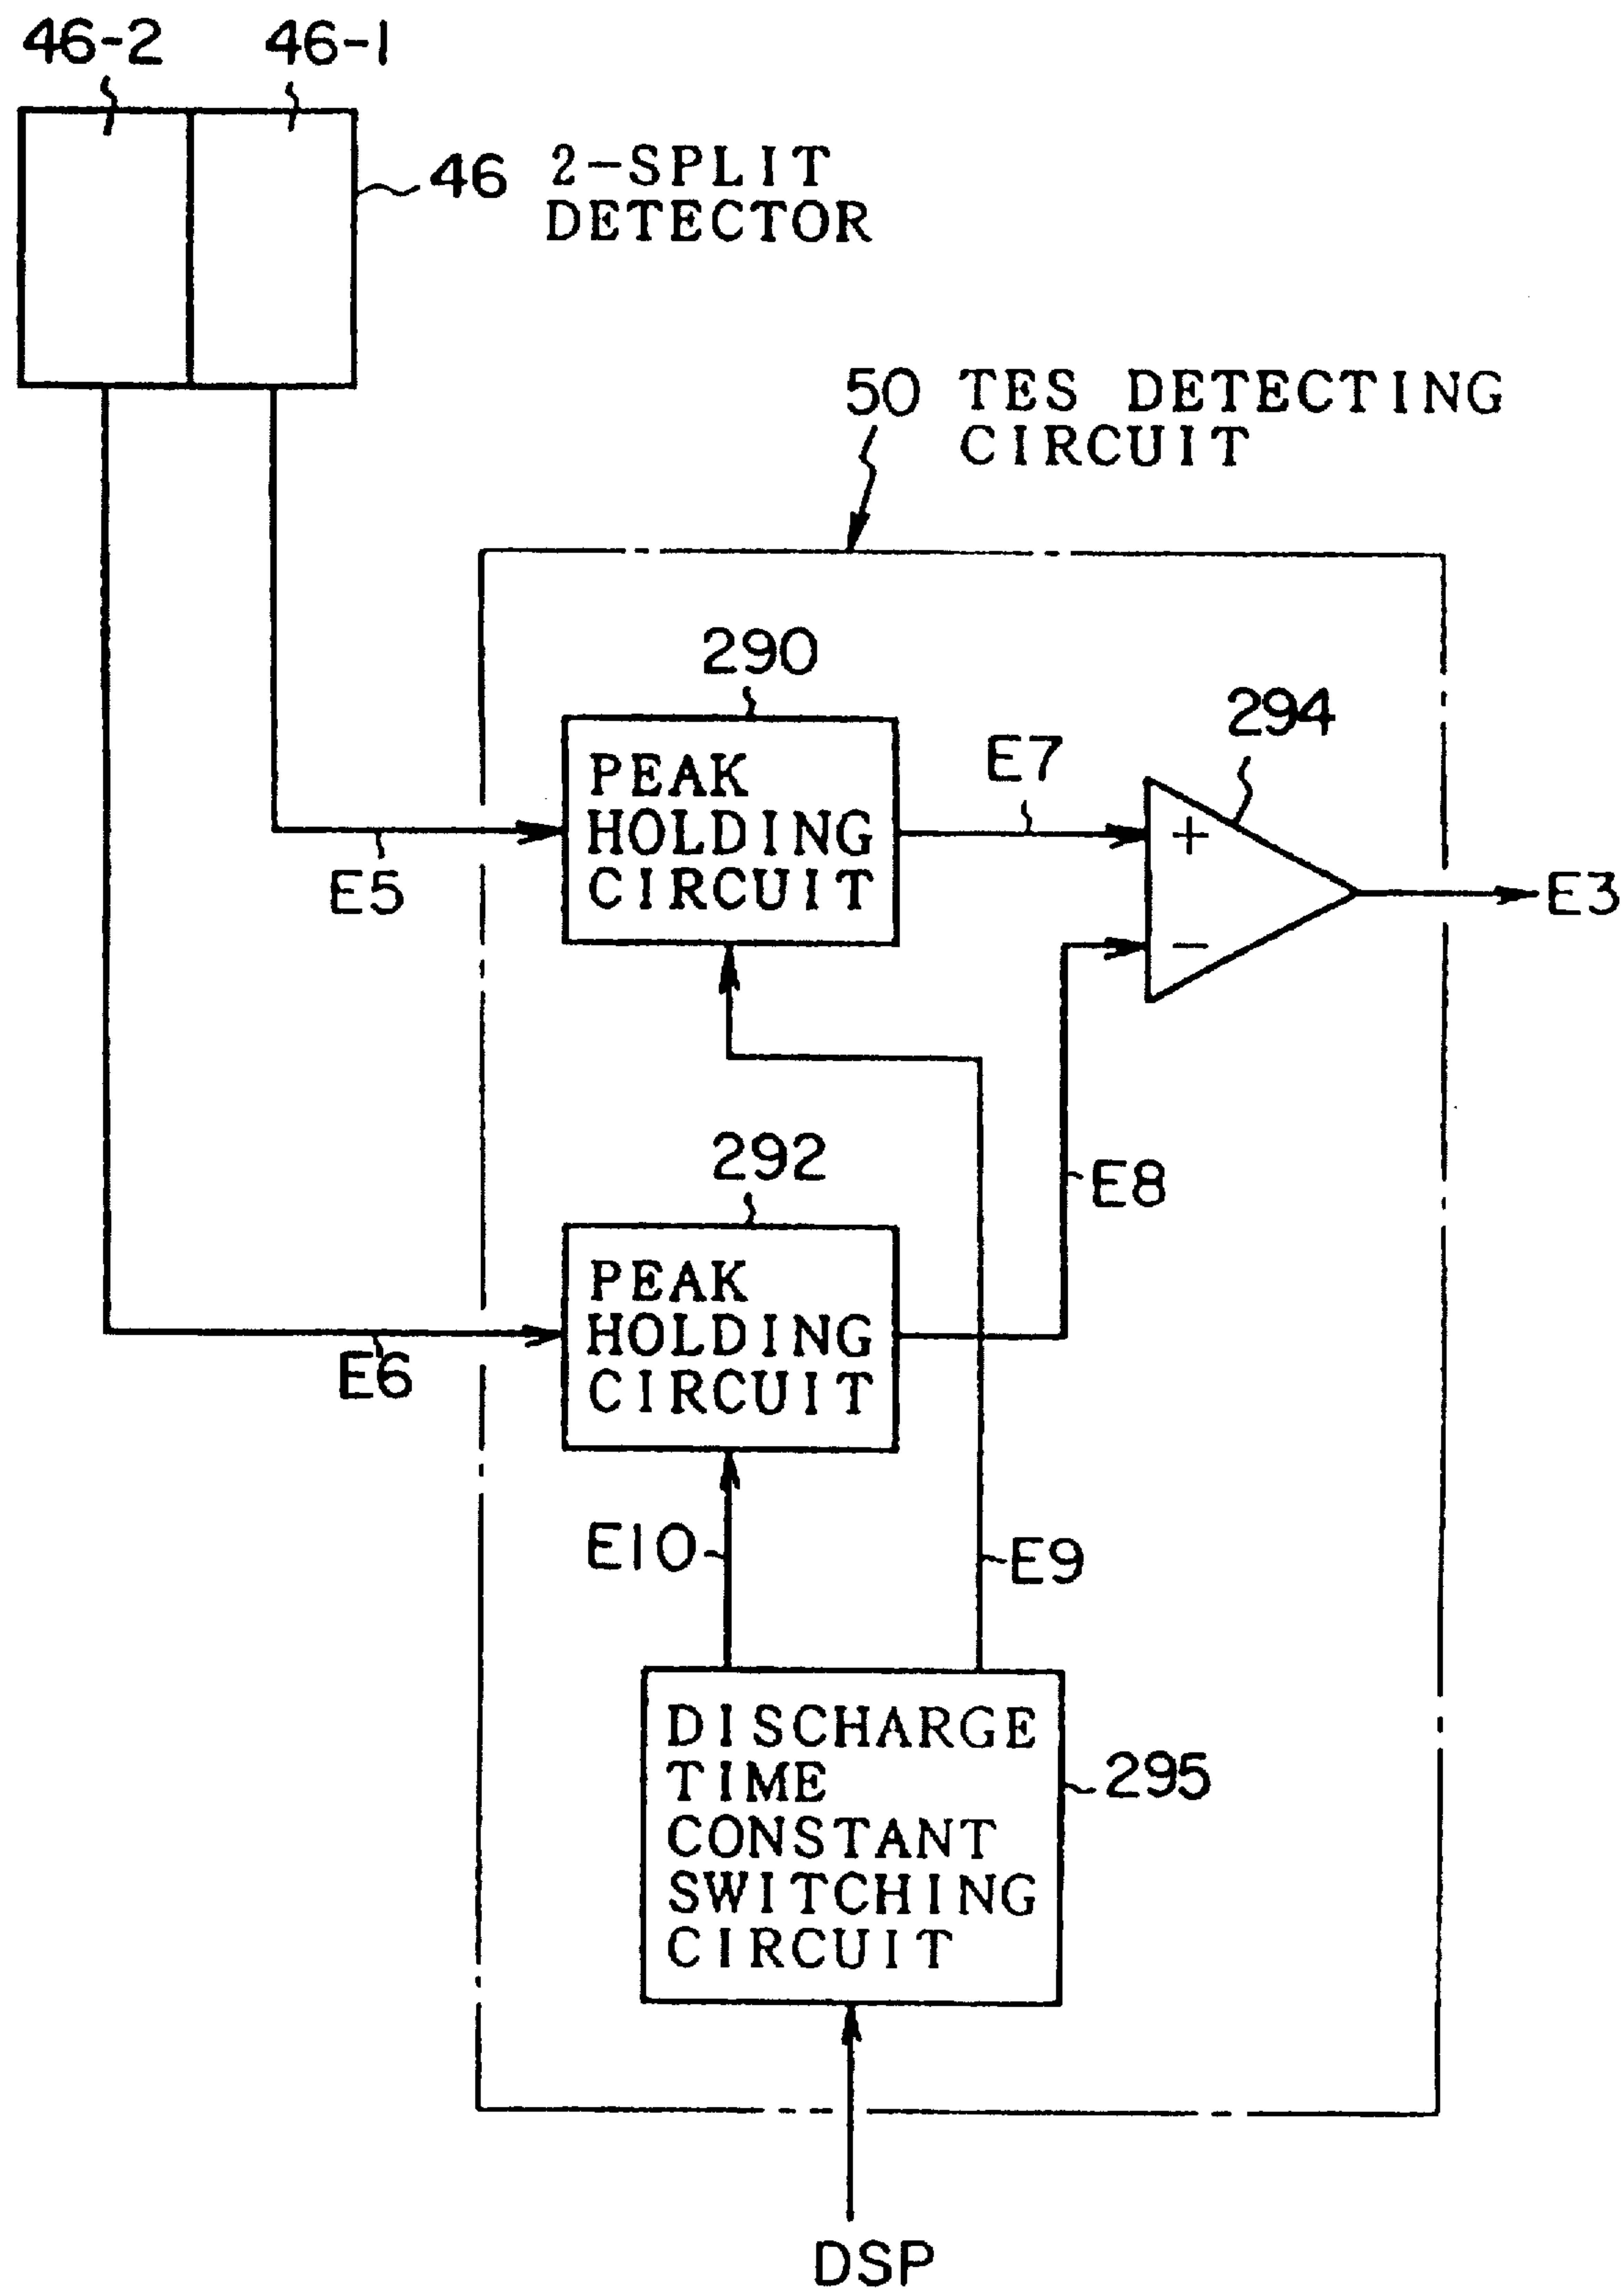 46-2 46-1
46 2-SPLIT
DETECTOR
50 TES DETECTING
CIRCUIT
290
294
PEAK
HOLDING
CIRCUIT
E7
+
−
E3
E5
292
E8
PEAK
HOLDING
CIRCUIT
E6
E10
E9
DISCHARGE
TIME
CONSTANT
SWITCHING
CIRCUIT
295
DSP